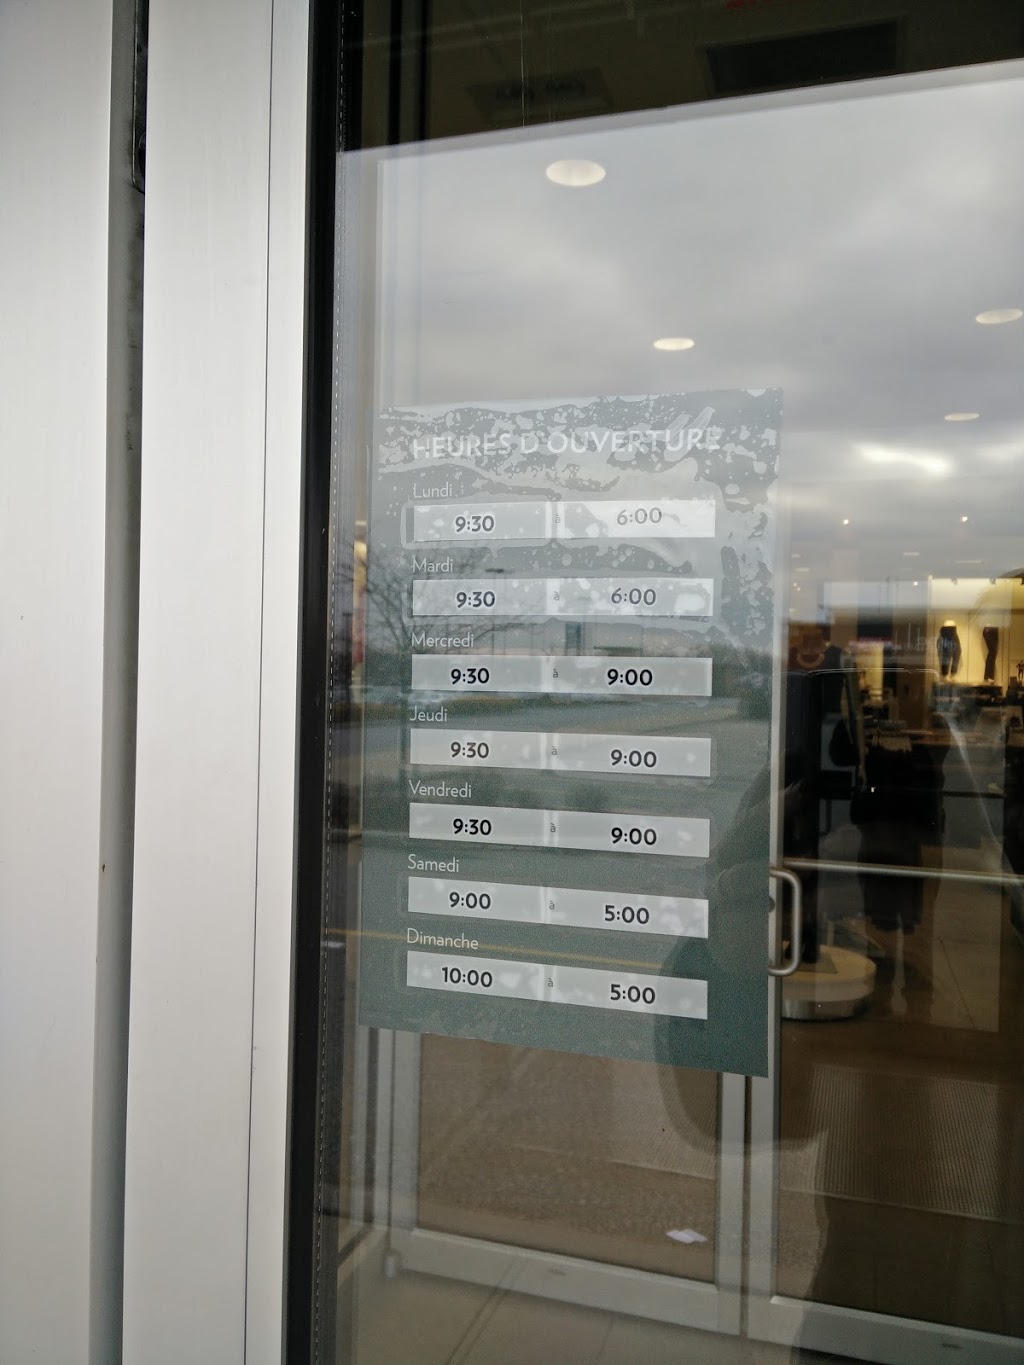 HEURES D'OUVERTURE
Lundi
9:30 à 6:00
Mardi
9:30 à 6:00
Mercredi
9:30 à 9:00
Jeudi
9:30 à 9:00
Vendredi
9:30 à 9:00
Samedi
9:00 à 5:00
Dimanche
10:00 à 5:00